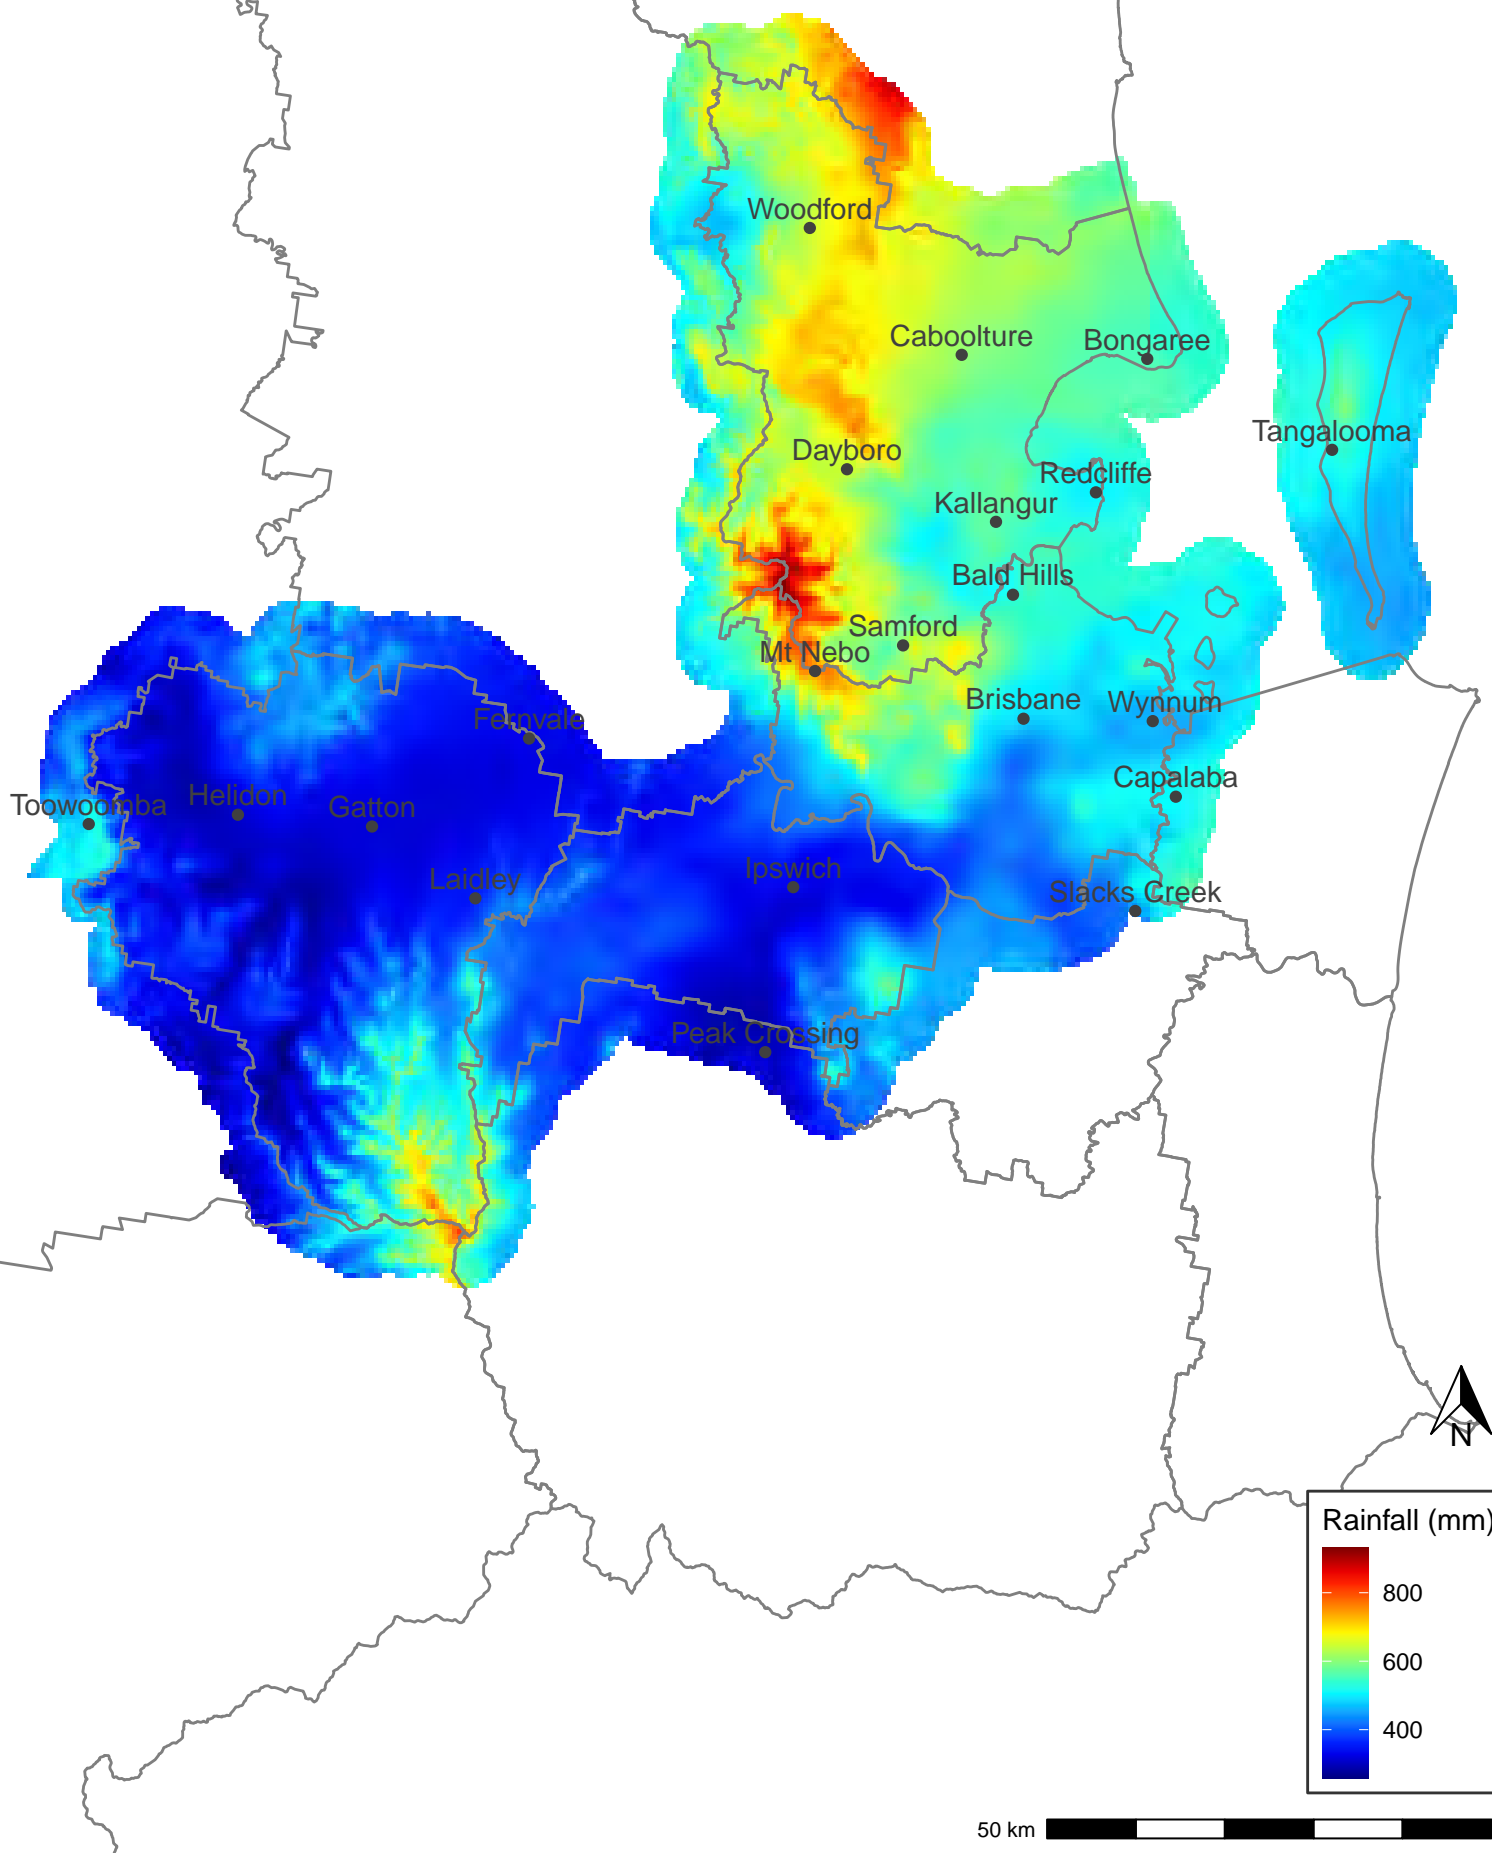 Woodford
Caboolture
Bongaree
Tangalooma
Dayboro
Redcliffe
Kallangur
Bald Hills
Samford
Mt Nebo
Brisbane
Wynnum
Fernvale
Capalaba
Toowoomba
Helidon
Gatton
Ipswich
Laidley
Slacks Creek
Peak Crossing
N
Rainfall (mm)
800
600
400
50 km